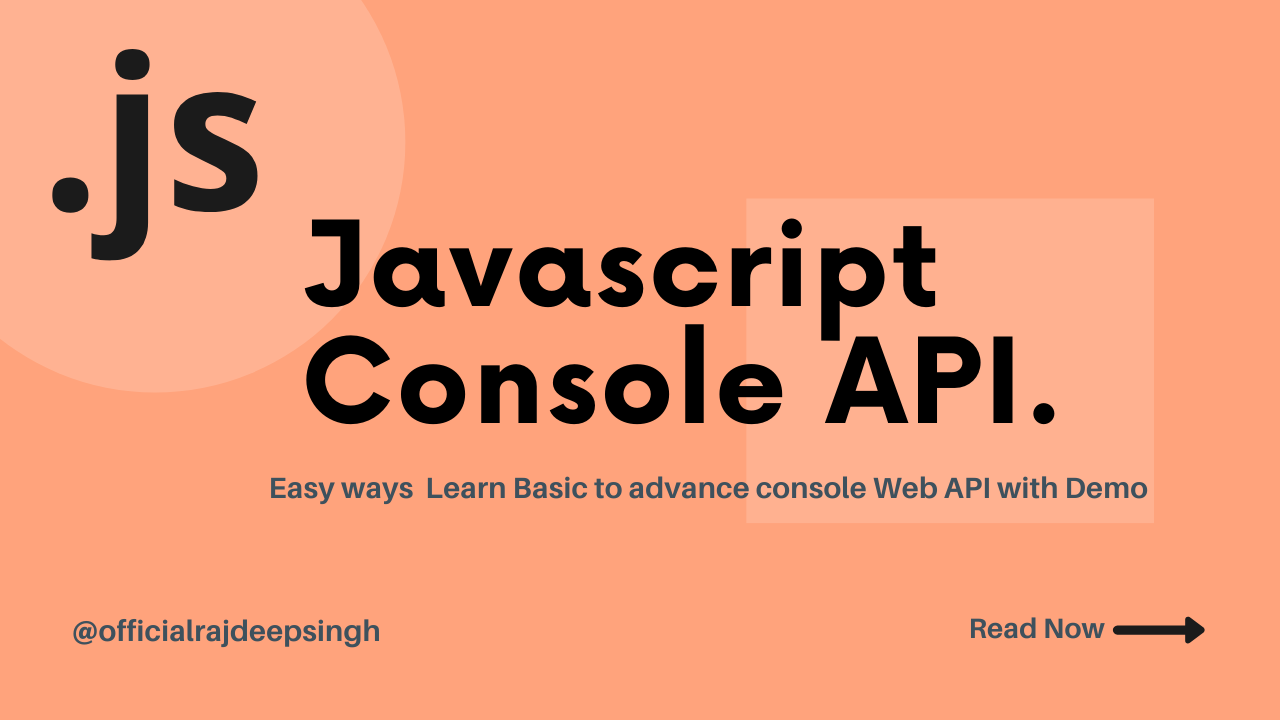 .js
Javascript
Console API.
Easy ways  Learn Basic to advance console Web API with Demo
@officialrajdeepsingh
Read Now